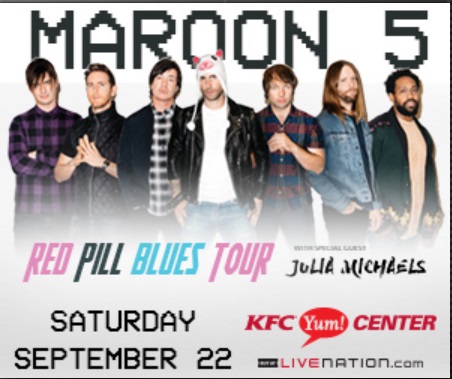 MAROON 5
RED PILL BLUES TOUR
WITH SPECIAL GUEST
JULIA MICHAELS
SATURDAY
SEPTEMBER 22
KFC Yum! CENTER
LIVENATION.com